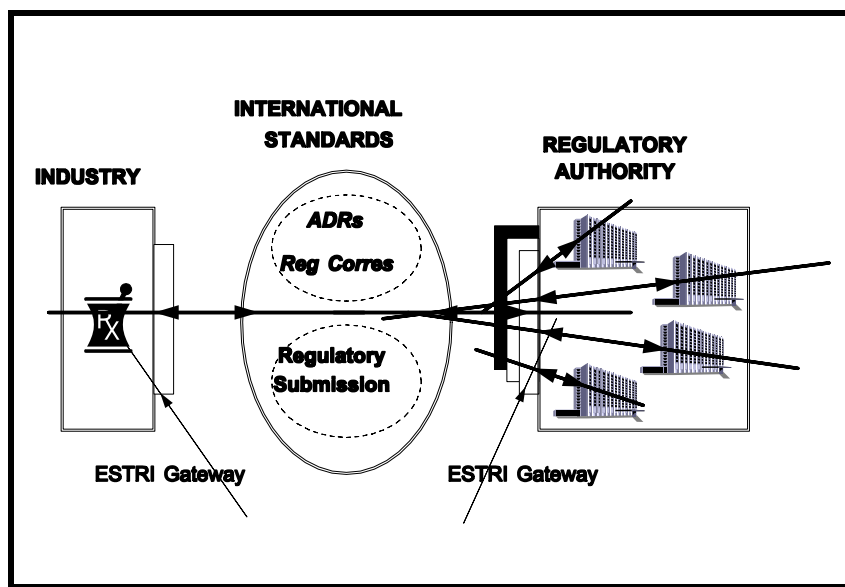 INTERNATIONAL
STANDARDS
REGULATORY
AUTHORITY
INDUSTRY
ADRs
Reg Corres
Rx
Regulatory
Submission
ESTRI Gateway
ESTRI Gateway